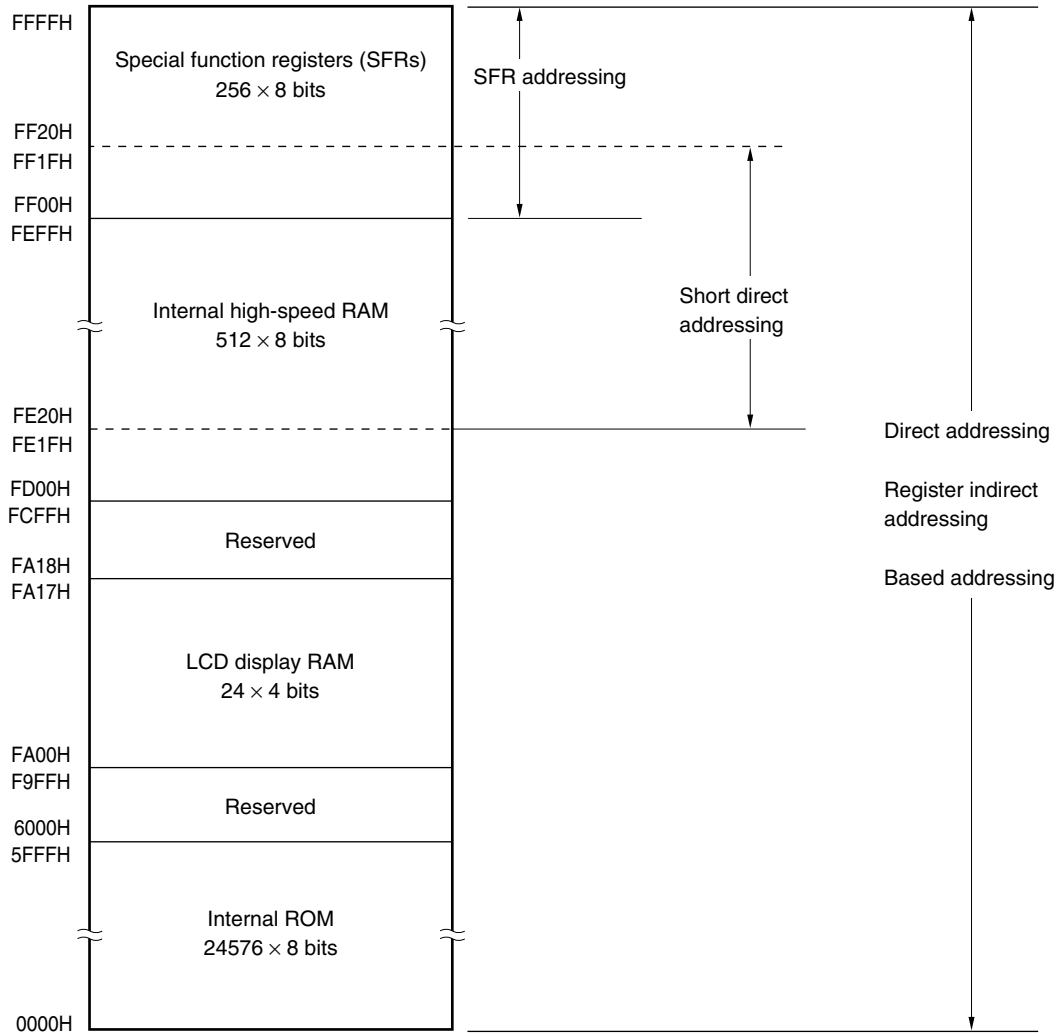 FFFFH
Special function registers (SFRs)
256 × 8 bits
SFR addressing
FF20H
FF1FH
FF00H
FEFFH
Internal high-speed RAM
512 × 8 bits
Short direct
addressing
FE20H
FE1FH
Direct addressing
Register indirect
addressing
Based addressing
FD00H
FCFFH
Reserved
FA18H
FA17H
LCD display RAM
24 × 4 bits
FA00H
F9FFH
Reserved
6000H
5FFFH
Internal ROM
24576 × 8 bits
0000H